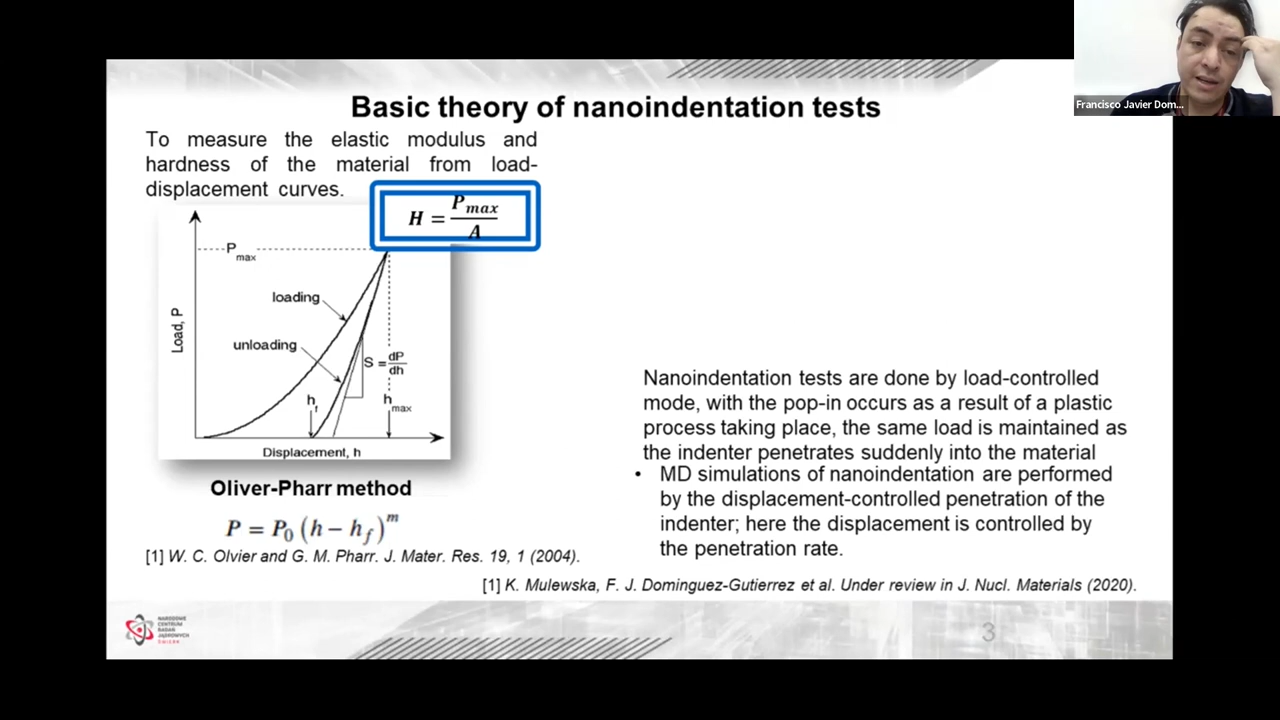 Francisco Javier Dom...
Basic theory of nanoindentation tests
To measure the elastic modulus and
hardness of the material from load-
displacement curves.
H = Pmax / A
Pmax
loading
unloading
S = dP/dh
hf
hmax
Load, P
Displacement, h
Oliver-Pharr method
P = P0 (h − hf)^m
[1] W. C. Olvier and G. M. Pharr. J. Mater. Res. 19, 1 (2004).
Nanoindentation tests are done by load-controlled
mode, with the pop-in occurs as a result of a plastic
process taking place, the same load is maintained as
the indenter penetrates suddenly into the material
• MD simulations of nanoindentation are performed
by the displacement-controlled penetration of the
indenter; here the displacement is controlled by
the penetration rate.
[1] K. Mulewska, F. J. Dominguez-Gutierrez et al. Under review in J. Nucl. Materials (2020).
NARODOWE
CENTRUM
BADAŃ
JĄDROWYCH
ŚWIERK
3